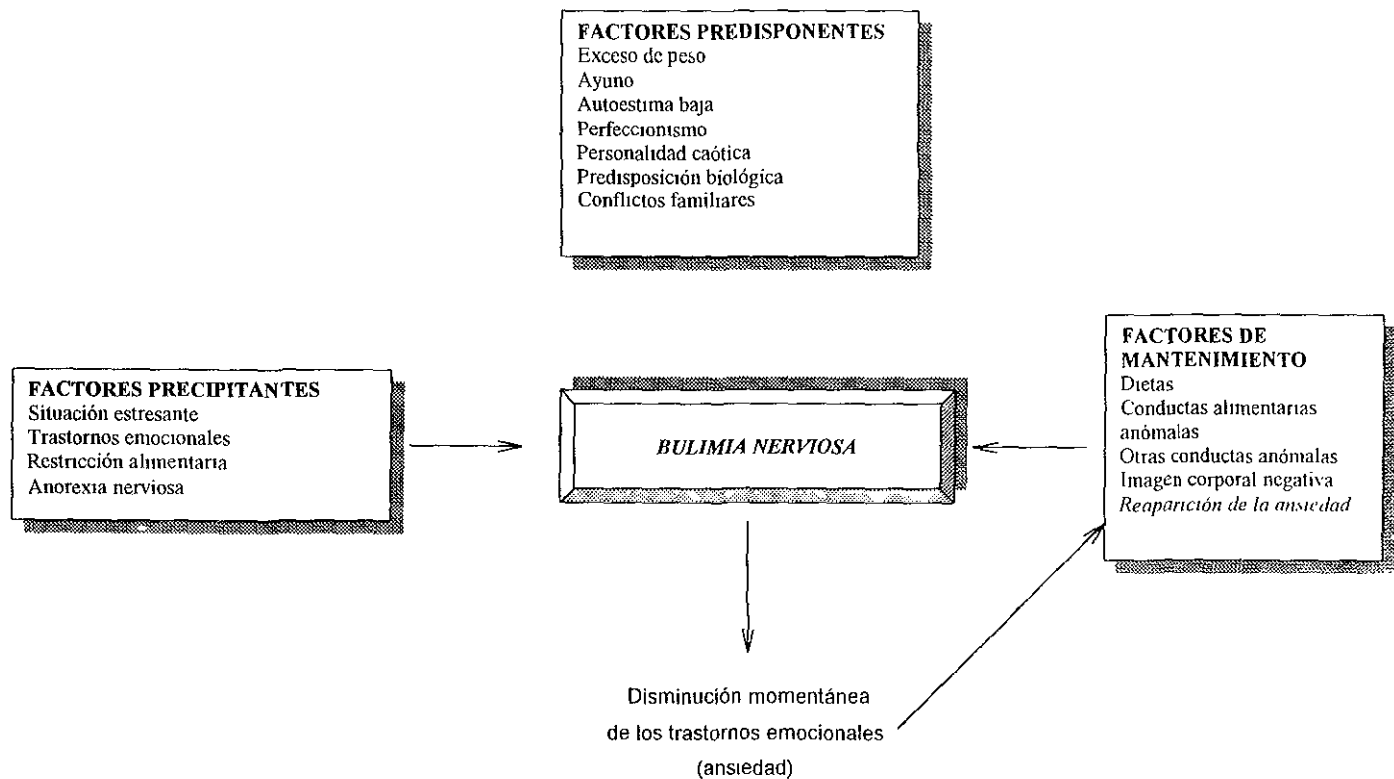 FACTORES PREDISPONENTES
Exceso de peso
Ayuno
Autoestima baja
Perfeccionismo
Personalidad caótica
Predisposición biológica
Conflictos familiares
FACTORES PRECIPITANTES
Situación estresante
Trastornos emocionales
Restricción alimentaria
Anorexia nerviosa
BULIMIA NERVIOSA
FACTORES DE
MANTENIMIENTO
Dietas
Conductas alimentarias
anómalas
Otras conductas anómalas
Imagen corporal negativa
Reaparición de la ansiedad
Disminución momentánea
de los trastornos emocionales
(ansiedad)